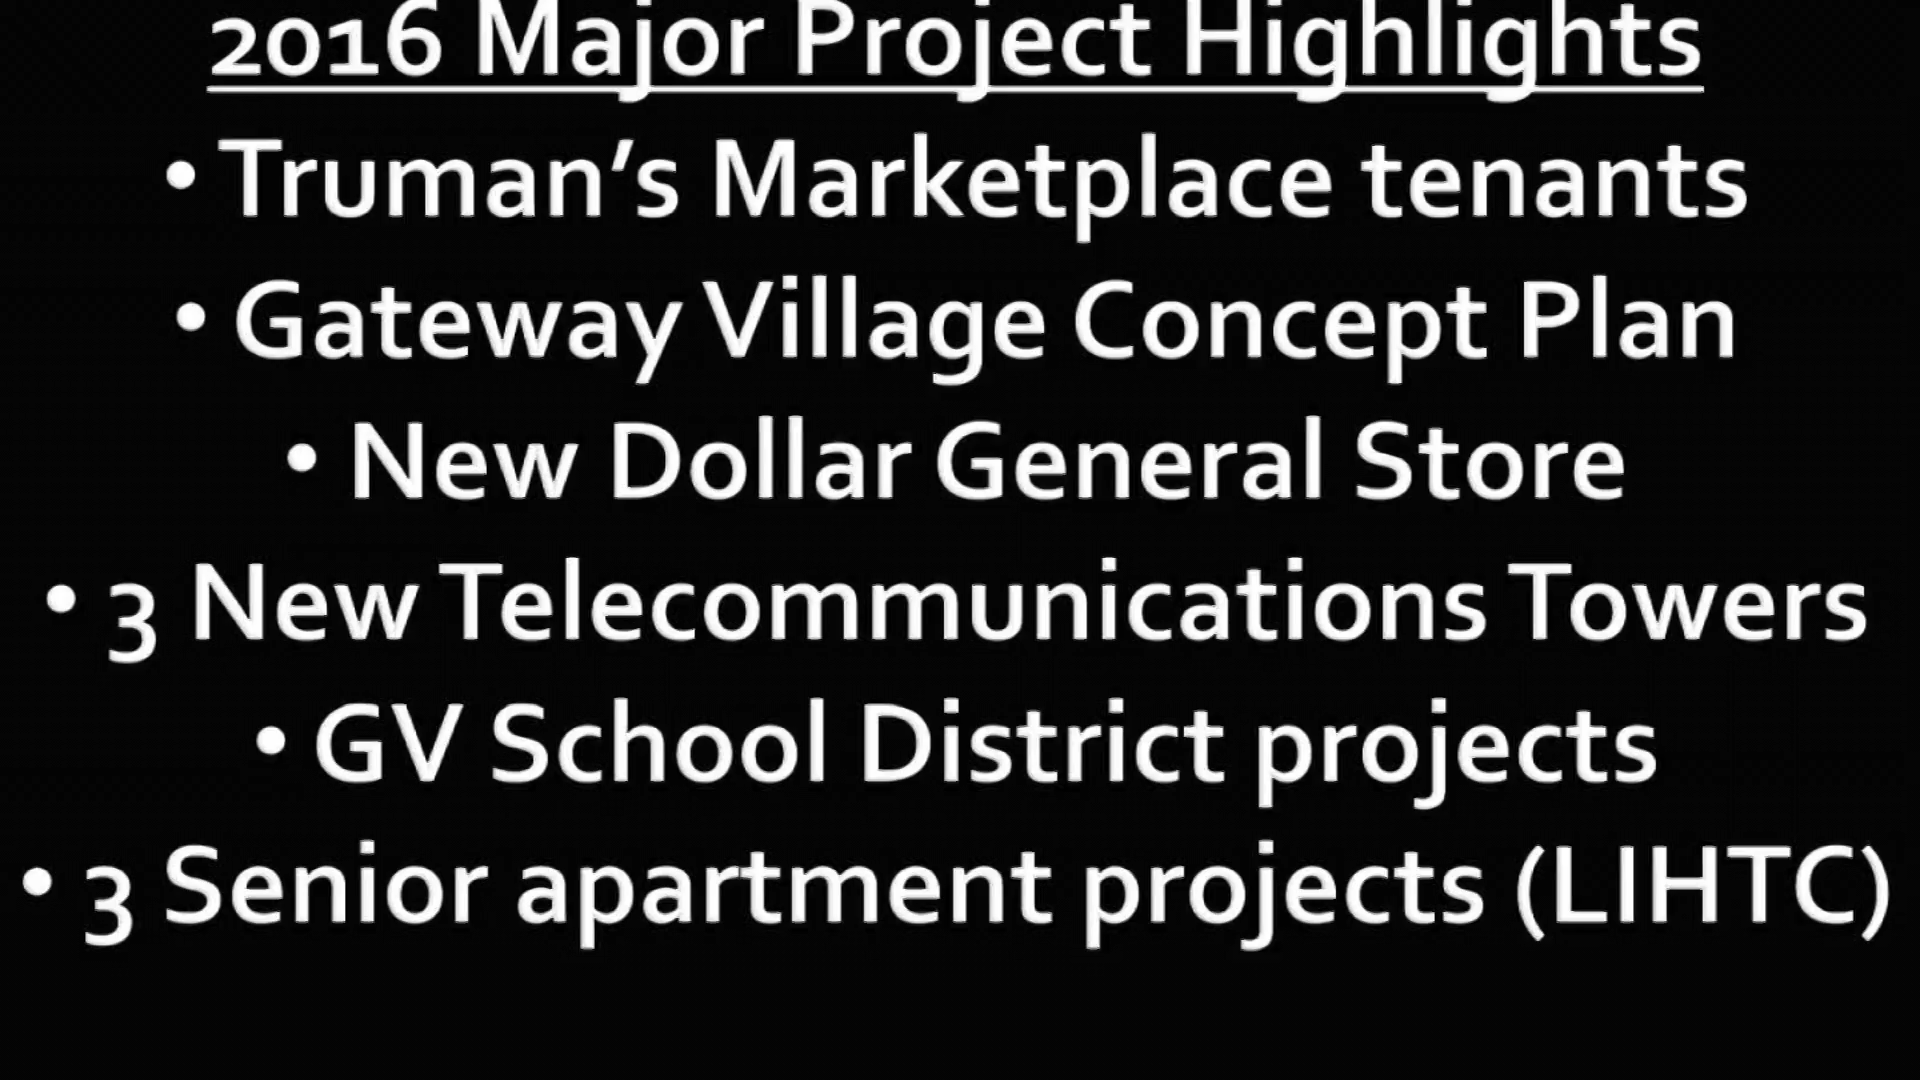 2016 Major Project Highlights
• Truman’s Marketplace tenants
• Gateway Village Concept Plan
• New Dollar General Store
• 3 New Telecommunications Towers
• GV School District projects
• 3 Senior apartment projects (LIHTC)